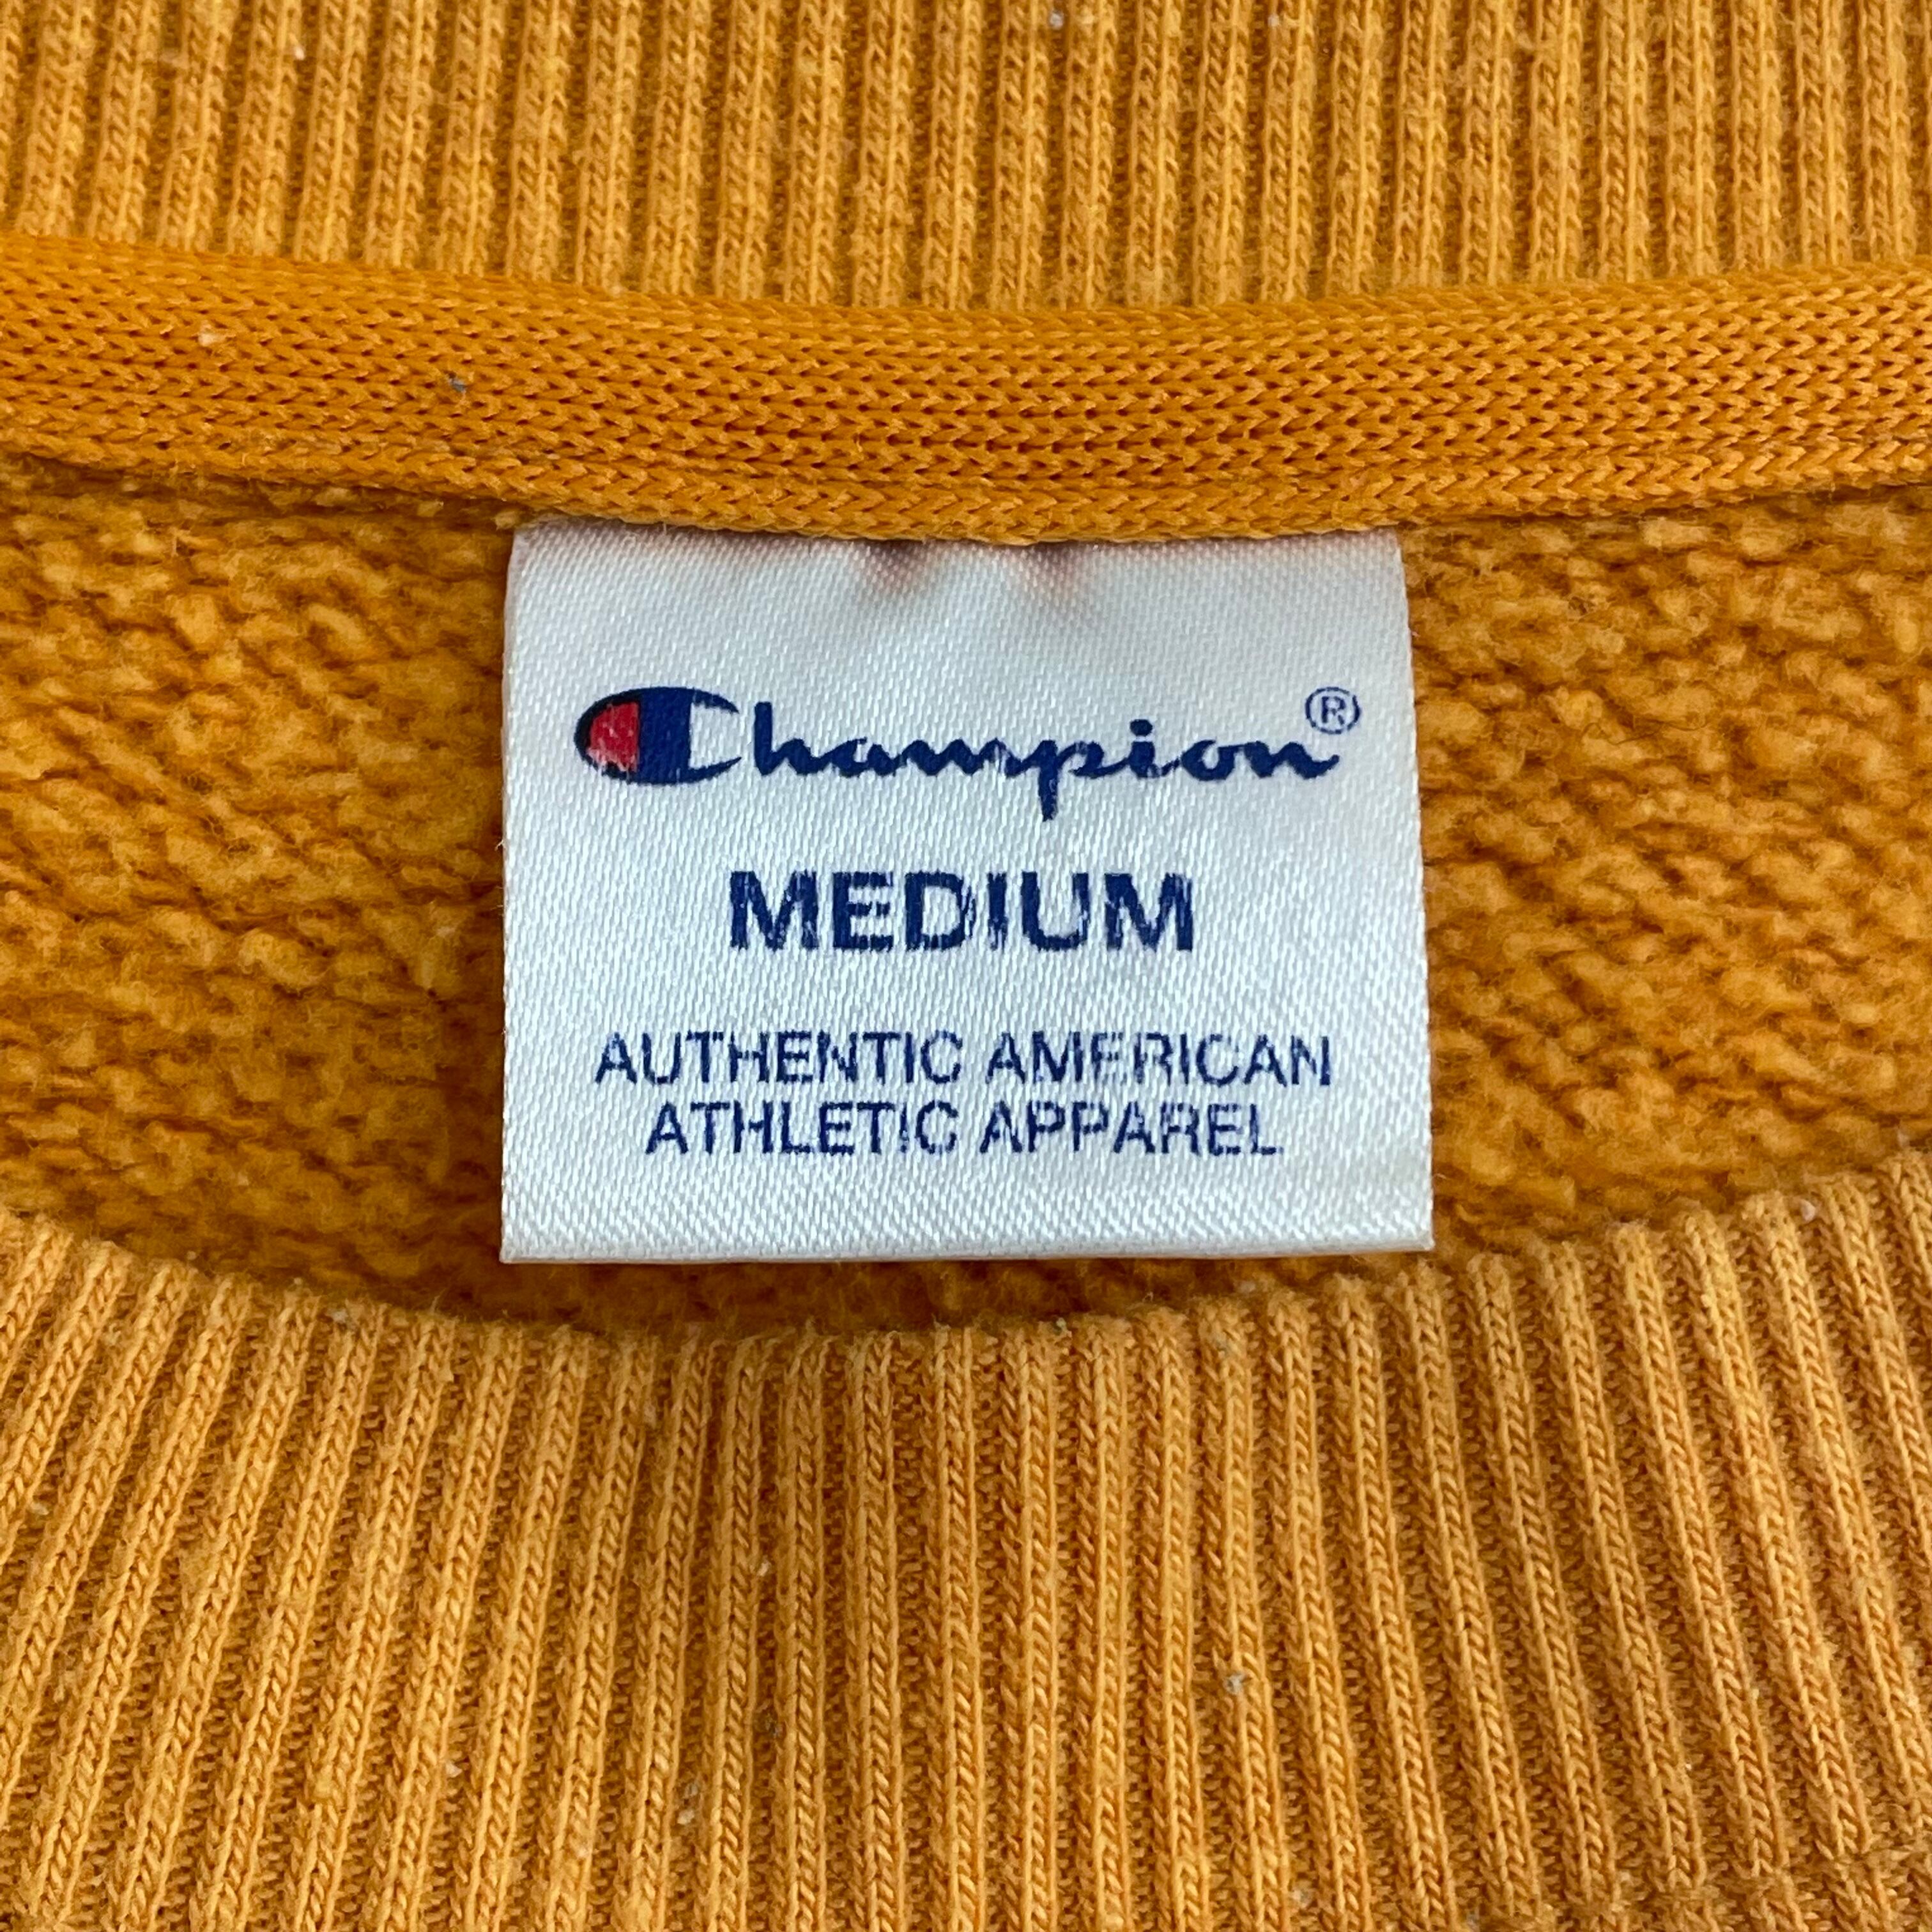 Champion®
MEDIUM
AUTHENTIC AMERICAN
ATHLETIC APPAREL